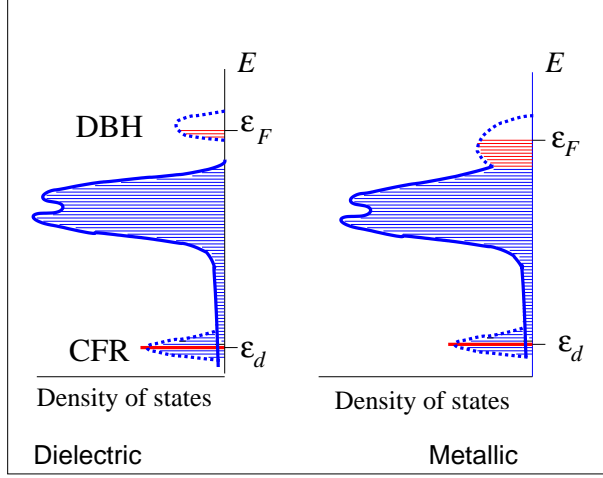 E
DBH
ε_F
CFR
ε_d
Density of states
Dielectric
E
ε_F
ε_d
Density of states
Metallic